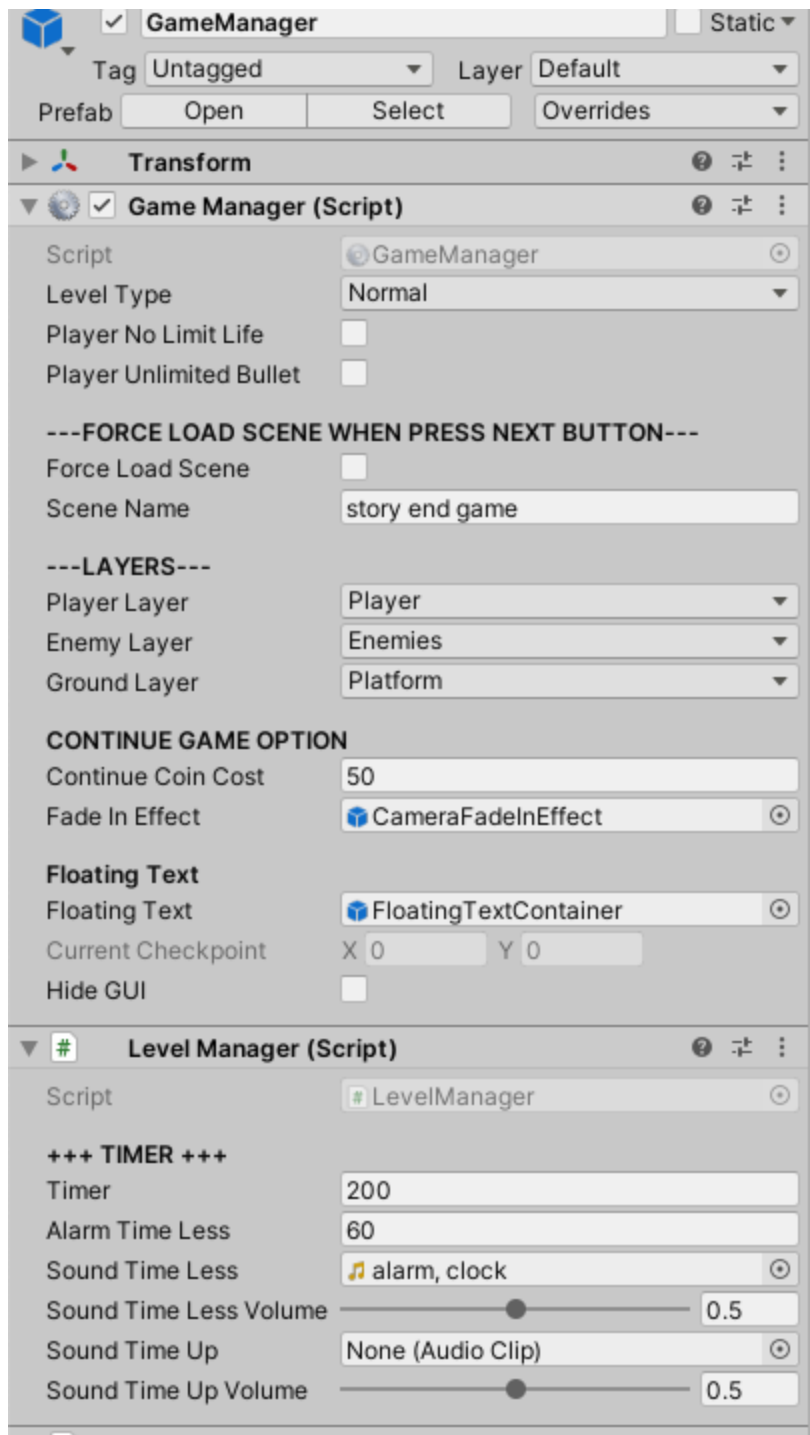 GameManager Static
Tag Untagged Layer Default
Prefab Open Select Overrides
Transform
Game Manager (Script)
Script GameManager
Level Type Normal
Player No Limit Life
Player Unlimited Bullet
---FORCE LOAD SCENE WHEN PRESS NEXT BUTTON---
Force Load Scene
Scene Name story end game
---LAYERS---
Player Layer Player
Enemy Layer Enemies
Ground Layer Platform
CONTINUE GAME OPTION
Continue Coin Cost 50
Fade In Effect CameraFadeInEffect
Floating Text
Floating Text FloatingTextContainer
Current Checkpoint X 0 Y 0
Hide GUI
# Level Manager (Script)
Script # LevelManager
+++ TIMER +++
Timer 200
Alarm Time Less 60
Sound Time Less alarm, clock
Sound Time Less Volume 0.5
Sound Time Up None (Audio Clip)
Sound Time Up Volume 0.5